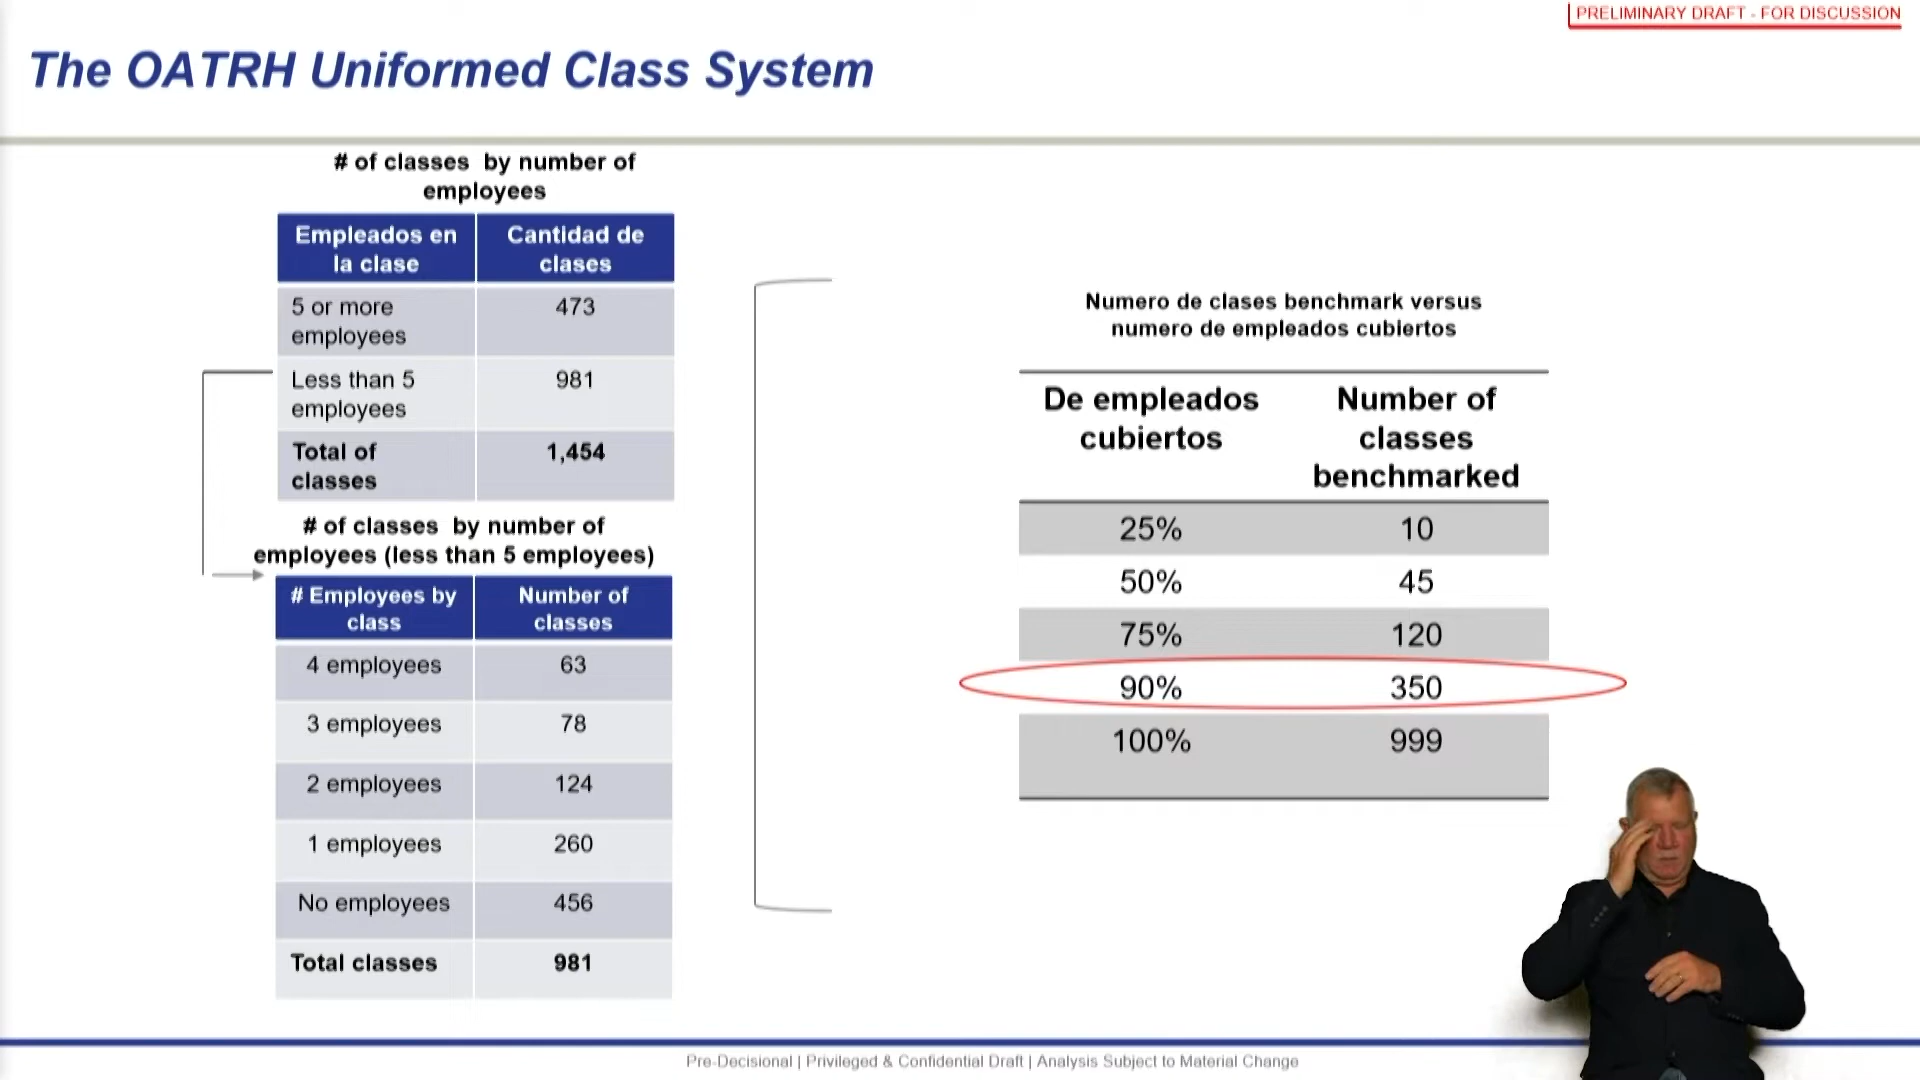 PRELIMINARY DRAFT - FOR DISCUSSION
The OATRH Uniformed Class System
# of classes by number of
employees
Empleados en
la clase
Cantidad de
clases
5 or more
employees
473
Less than 5
employees
981
Total of
classes
1,454
# of classes by number of
employees (less than 5 employees)
# Employees by
class
Number of
classes
4 employees
63
3 employees
78
2 employees
124
1 employees
260
No employees
456
Total classes
981
Numero de clases benchmark versus
numero de empleados cubiertos
De empleados
cubiertos
Number of
classes
benchmarked
25%
10
50%
45
75%
120
90%
350
100%
999
Pre-Decisional | Privileged & Confidential Draft | Analysis Subject to Material Change